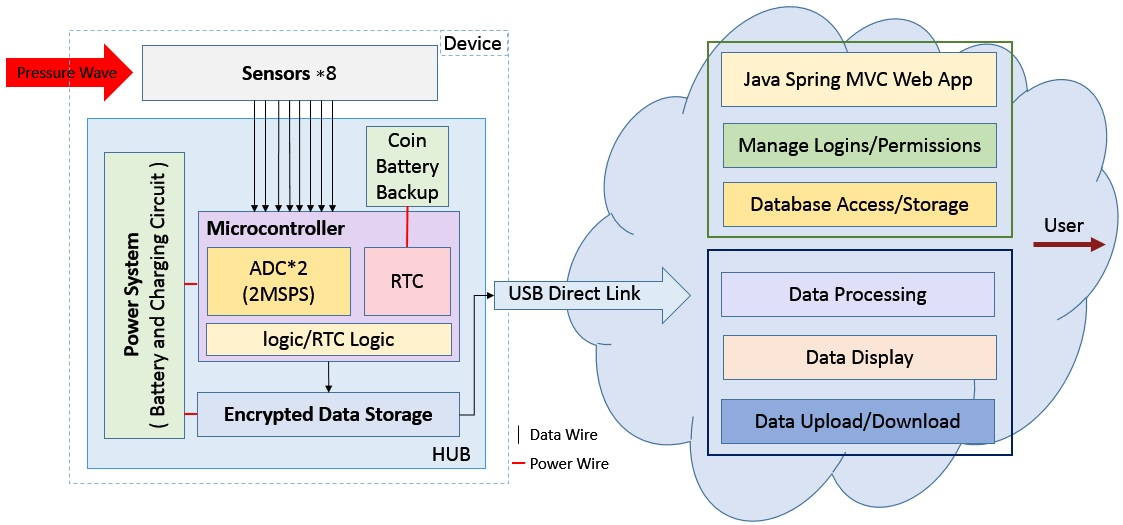 Device
Pressure Wave
Sensors *8
Coin
Battery
Backup
Power System
( Battery and Charging Circuit )
Microcontroller
ADC*2
(2MSPS)
RTC
logic/RTC Logic
Encrypted Data Storage
HUB
USB Direct Link
Data Wire
Power Wire
Java Spring MVC Web App
Manage Logins/Permissions
Database Access/Storage
Data Processing
Data Display
Data Upload/Download
User